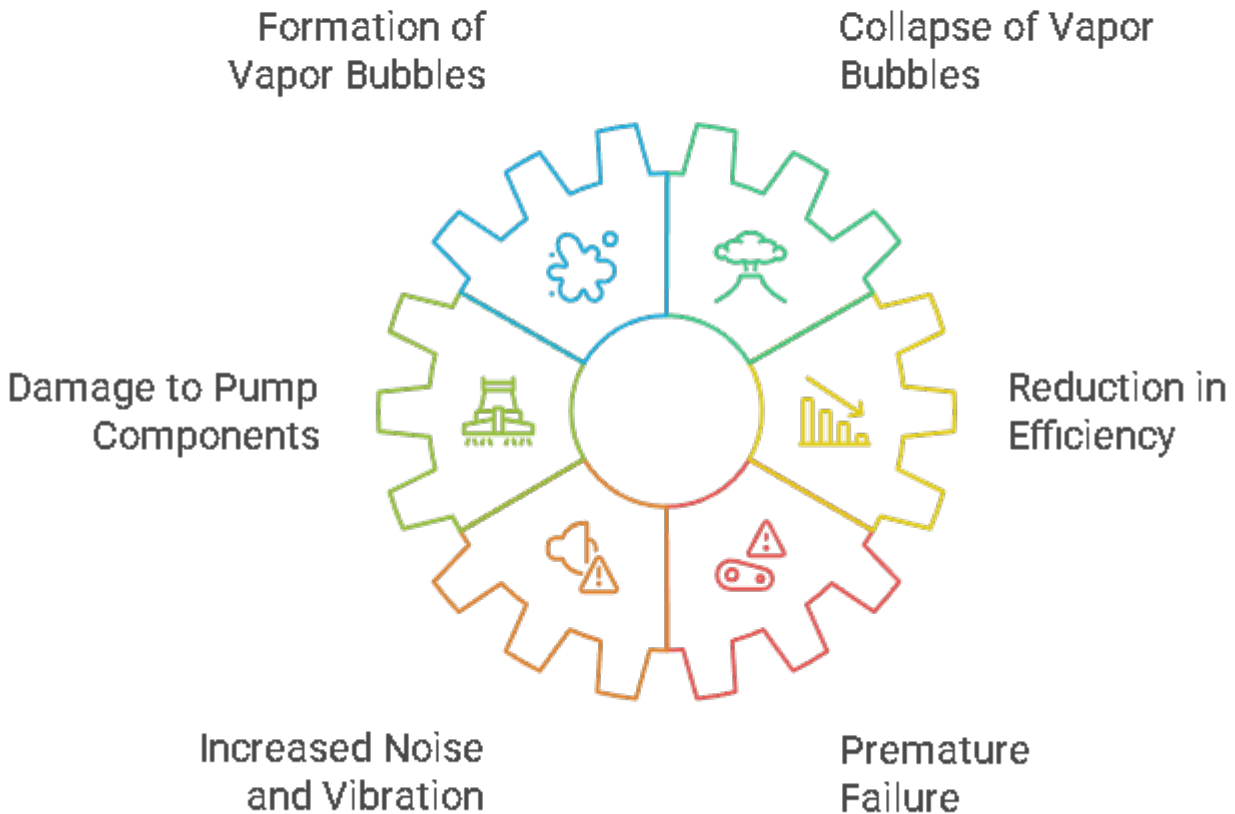 Formation of
Vapor Bubbles
Collapse of Vapor
Bubbles
Damage to Pump
Components
Reduction in
Efficiency
Increased Noise
and Vibration
Premature
Failure